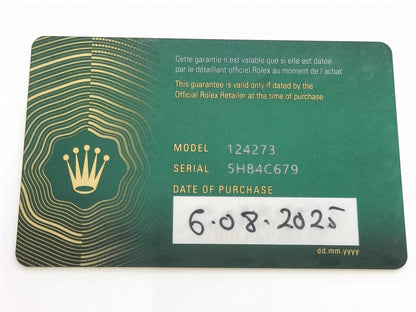 Cette garantie n'est valable que si elle est datée
par le détaillant officiel Rolex au moment de l'achat
This guarantee is valid only if dated by the
Official Rolex Retailer at the time of purchase
MODEL 124273
SERIAL 5H84C679
DATE OF PURCHASE
6.08.2025
dd.mm.yyyy